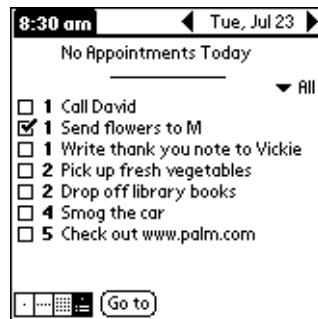 8:30 am Tue, Jul 23
No Appointments Today
All
1 Call David
1 Send flowers to M
1 Write thank you note to Vickie
2 Pick up fresh vegetables
2 Drop off library books
4 Smog the car
5 Check out www.palm.com
Go to